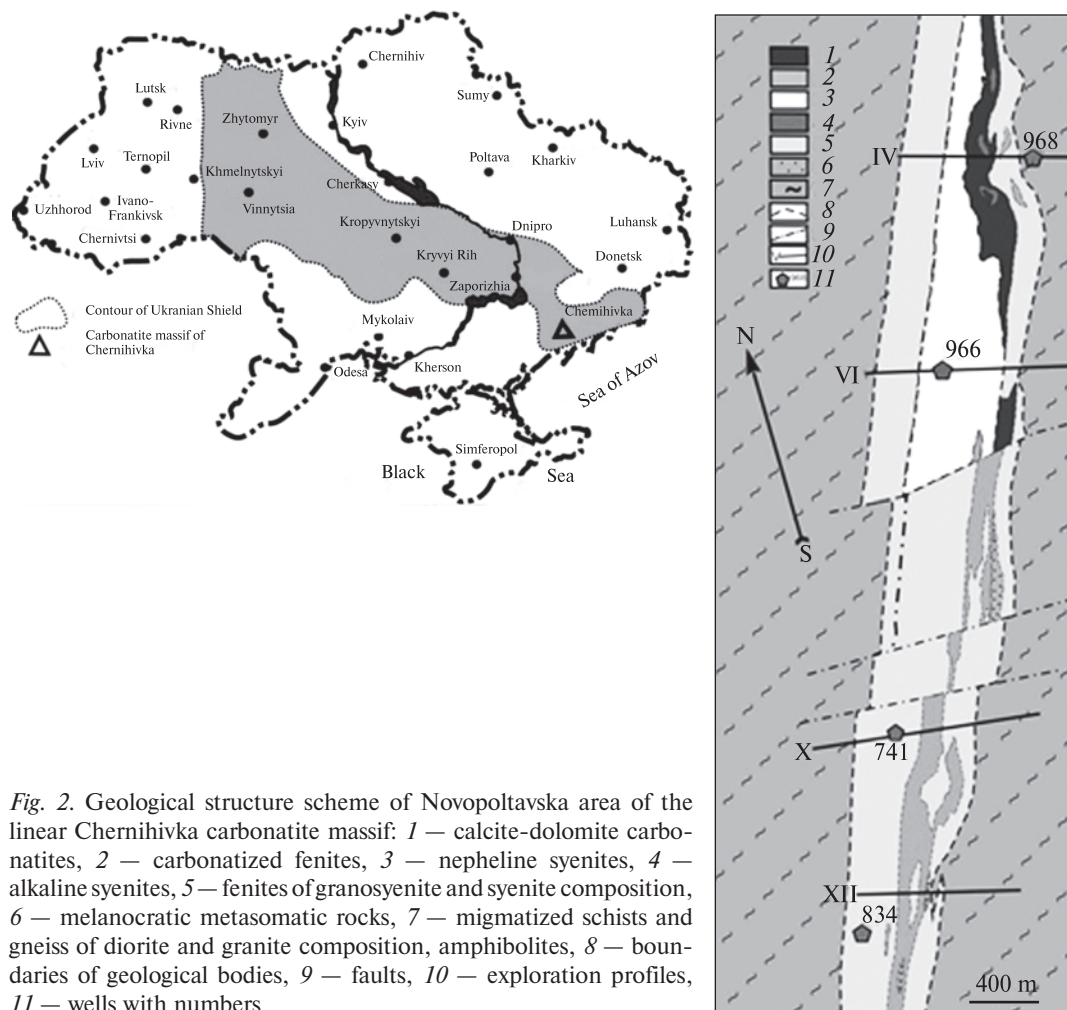 Chernihiv
Sumy
Lutsk
Rivne
Zhytomyr
Kyiv
Lviv
Ternopil
Poltava
Kharkiv
Khmelnytskyi
Cherkasy
Uzhhorod
Ivano-
Frankivsk
Vinnytsia
Kropyvnytskyi
Dnipro
Luhansk
Chernivtsi
Kryvyi Rih
Donetsk
Zaporizhia
Chemihivka
Contour of Ukranian Shield
Carbonatite massif of
Chernihivka
Mykolaiv
Odesa
Kherson
Sea of Azov
Simferopol
Black
Sea
1
2
3
4
5
6
7
8
9
10
11
IV
968
N
966
VI
S
X
741
XII
834
400 m
Fig. 2. Geological structure scheme of Novopoltavska area of the
linear Chernihivka carbonatite massif: 1 — calcite-dolomite carbo-
natites, 2 — carbonatized fenites, 3 — nepheline syenites, 4 —
alkaline syenites, 5 — fenites of granosyenite and syenite composition,
6 — melanocratic metasomatic rocks, 7 — migmatized schists and
gneiss of diorite and granite composition, amphibolites, 8 — boun-
daries of geological bodies, 9 — faults, 10 — exploration profiles,
11 — wells with numbers